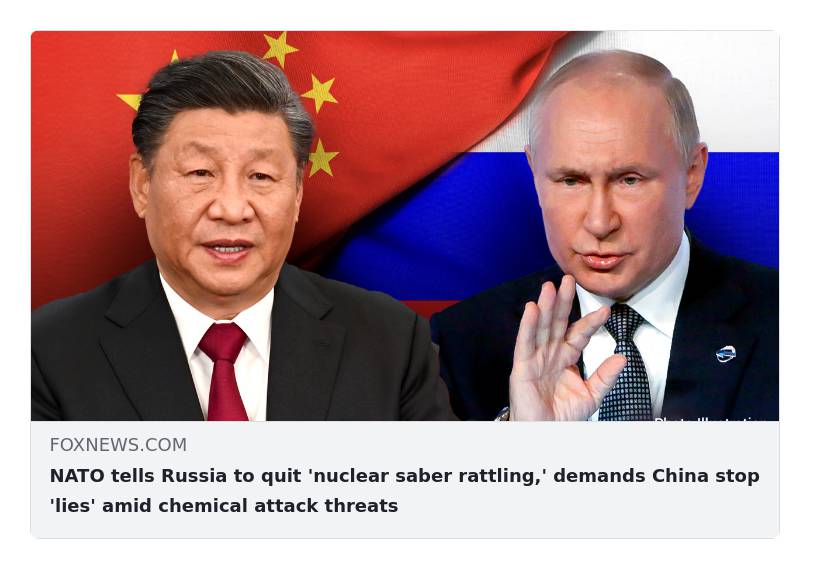 FOXNEWS.COM
NATO tells Russia to quit 'nuclear saber rattling,' demands China stop
'lies' amid chemical attack threats